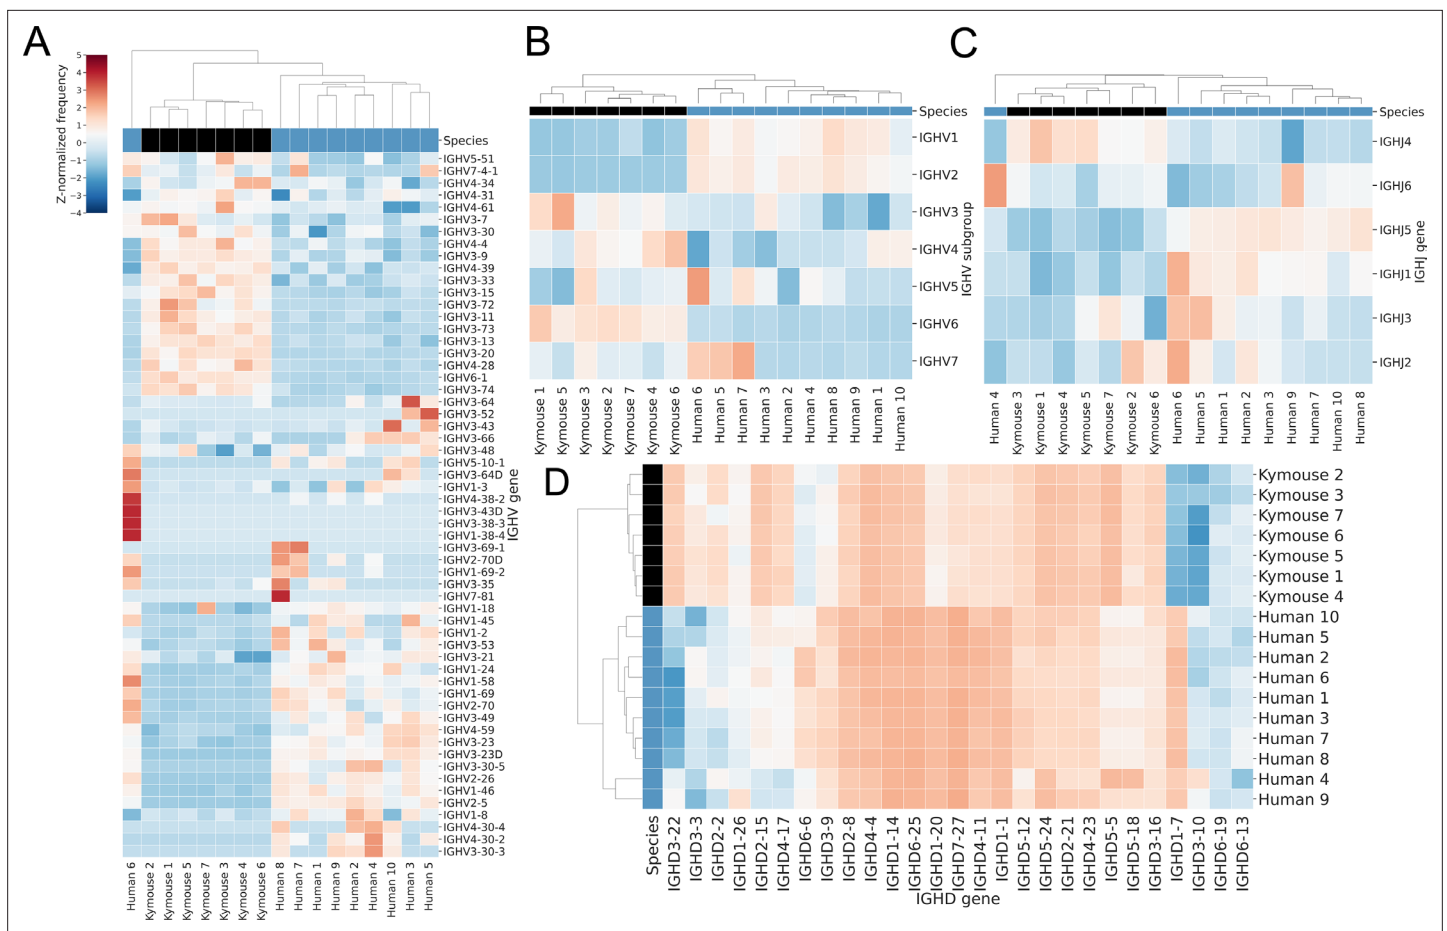 A
5
4
3
2
1
0
−1
−2
−3
−4
Z-normalized frequency
Species
IGHV5-51
IGHV7-4-1
IGHV4-34
IGHV4-31
IGHV4-61
IGHV3-7
IGHV3-30
IGHV4-4
IGHV3-9
IGHV4-39
IGHV3-33
IGHV3-15
IGHV3-72
IGHV3-11
IGHV3-73
IGHV3-13
IGHV3-20
IGHV4-28
IGHV6-1
IGHV3-74
IGHV3-64
IGHV3-52
IGHV3-43
IGHV3-66
IGHV3-48
IGHV5-10-1
IGHV3-64D
IGHV1-3
IGHV4-38-2
IGHV3-43D
IGHV3-38-3
IGHV1-38-4
IGHV3-69-1
IGHV2-70D
IGHV1-69-2
IGHV3-35
IGHV7-81
IGHV1-18
IGHV1-45
IGHV1-2
IGHV3-53
IGHV3-21
IGHV1-24
IGHV1-58
IGHV1-69
IGHV2-70
IGHV3-49
IGHV4-59
IGHV3-23
IGHV3-23D
IGHV3-30-5
IGHV2-26
IGHV1-46
IGHV2-5
IGHV1-8
IGHV4-30-4
IGHV4-30-2
IGHV3-30-3
IGHV gene
Human 6
Kymouse 2
Kymouse 1
Kymouse 5
Kymouse 7
Kymouse 3
Kymouse 4
Kymouse 6
Human 8
Human 7
Human 1
Human 9
Human 2
Human 4
Human 10
Human 3
Human 5
B
Species
IGHV1
IGHV2
IGHV3
IGHV4
IGHV5
IGHV6
IGHV7
IGHV subgroup
Kymouse 1
Kymouse 5
Kymouse 3
Kymouse 2
Kymouse 7
Kymouse 4
Kymouse 6
Human 6
Human 5
Human 7
Human 3
Human 2
Human 4
Human 8
Human 9
Human 1
Human 10
C
Species
IGHJ4
IGHJ6
IGHJ5
IGHJ1
IGHJ3
IGHJ2
IGHJ gene
Human 4
Kymouse 3
Kymouse 1
Kymouse 4
Kymouse 5
Kymouse 7
Kymouse 2
Kymouse 6
Human 6
Human 5
Human 1
Human 2
Human 3
Human 9
Human 7
Human 10
Human 8
D
Kymouse 2
Kymouse 3
Kymouse 7
Kymouse 6
Kymouse 5
Kymouse 1
Kymouse 4
Human 10
Human 5
Human 2
Human 6
Human 1
Human 3
Human 7
Human 8
Human 4
Human 9
Species
IGHD3-22
IGHD3-3
IGHD2-2
IGHD1-26
IGHD2-15
IGHD4-17
IGHD6-6
IGHD3-9
IGHD2-8
IGHD4-4
IGHD1-14
IGHD6-25
IGHD1-20
IGHD7-27
IGHD4-11
IGHD1-1
IGHD5-12
IGHD5-24
IGHD2-21
IGHD4-23
IGHD5-5
IGHD5-18
IGHD3-16
IGHD1-7
IGHD3-10
IGHD6-19
IGHD6-13
IGHD gene